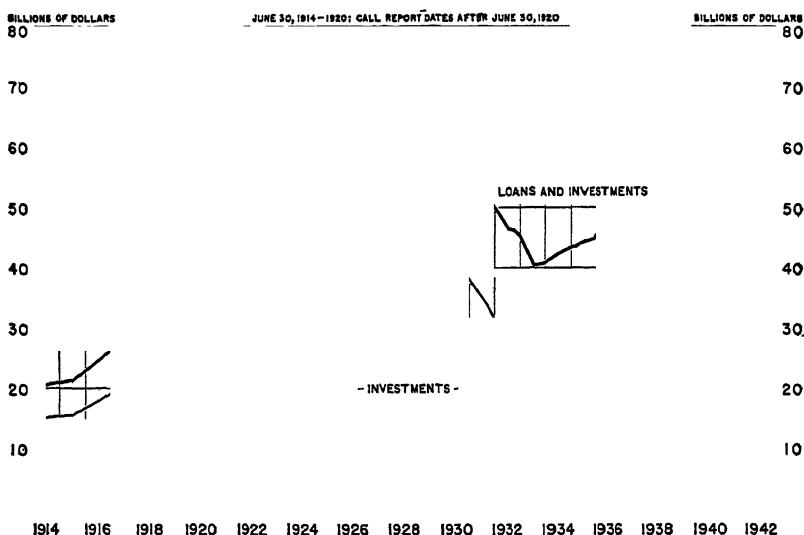 BILLIONS OF DOLLARS JUNE 30, 1914-1920; CALL REPORT DATES AFTER JUNE 30, 1920 BILLIONS OF DOLLARS
80 80
70 70
60 60
LOANS AND INVESTMENTS
50 50
40 40
30 30
20 - INVESTMENTS - 20
10 10
1914 1916 1918 1920 1922 1924 1926 1928 1930 1932 1934 1936 1938 1940 1942